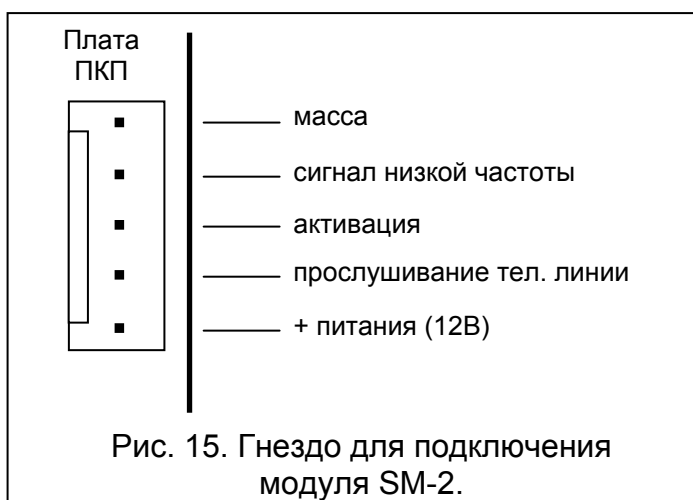 Плата
ПКП
масса
сигнал низкой частоты
активация
прослушивание тел. линии
+ питания (12В)
Рис. 15. Гнездо для подключения
модуля SM-2.